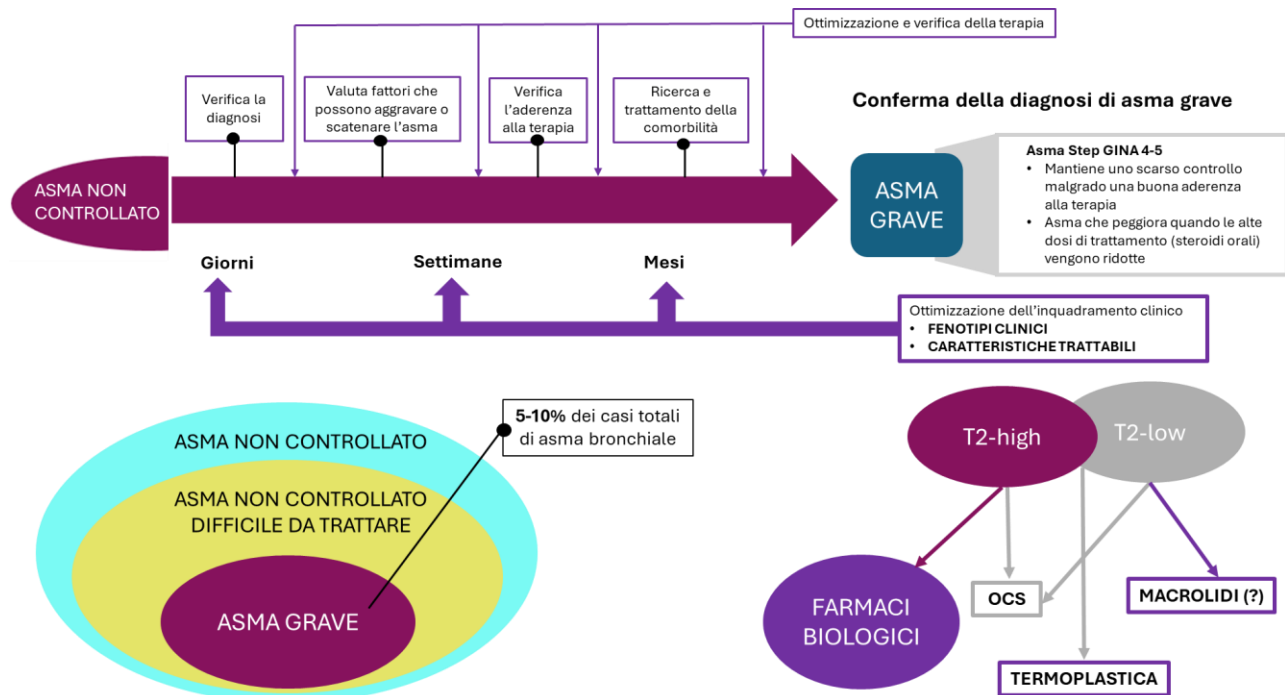 Ottimizzazione e verifica della terapia
Verifica la
diagnosi
Valuta fattori che
possono aggravare o
scatenare l'asma
Verifica
l'aderenza
alla terapia
Ricerca e
trattamento della
comorbilità
Conferma della diagnosi di asma grave
ASMA NON
CONTROLLATO
ASMA
GRAVE
Asma Step GINA 4-5
• Mantiene uno scarso controllo
malgrado una buona aderenza
alla terapia
• Asma che peggiora quando le alte
dosi di trattamento (steroidi orali)
vengono ridotte
Giorni
Settimane
Mesi
Ottimizzazione dell'inquadramento clinico
• FENOTIPI CLINICI
• CARATTERISTICHE TRATTABILI
5-10% dei casi totali
di asma bronchiale
ASMA NON CONTROLLATO
ASMA NON CONTROLLATO
DIFFICILE DA TRATTARE
ASMA GRAVE
T2-high
T2-low
FARMACI
BIOLOGICI
OCS
MACROLIDI (?)
TERMOPLASTICA